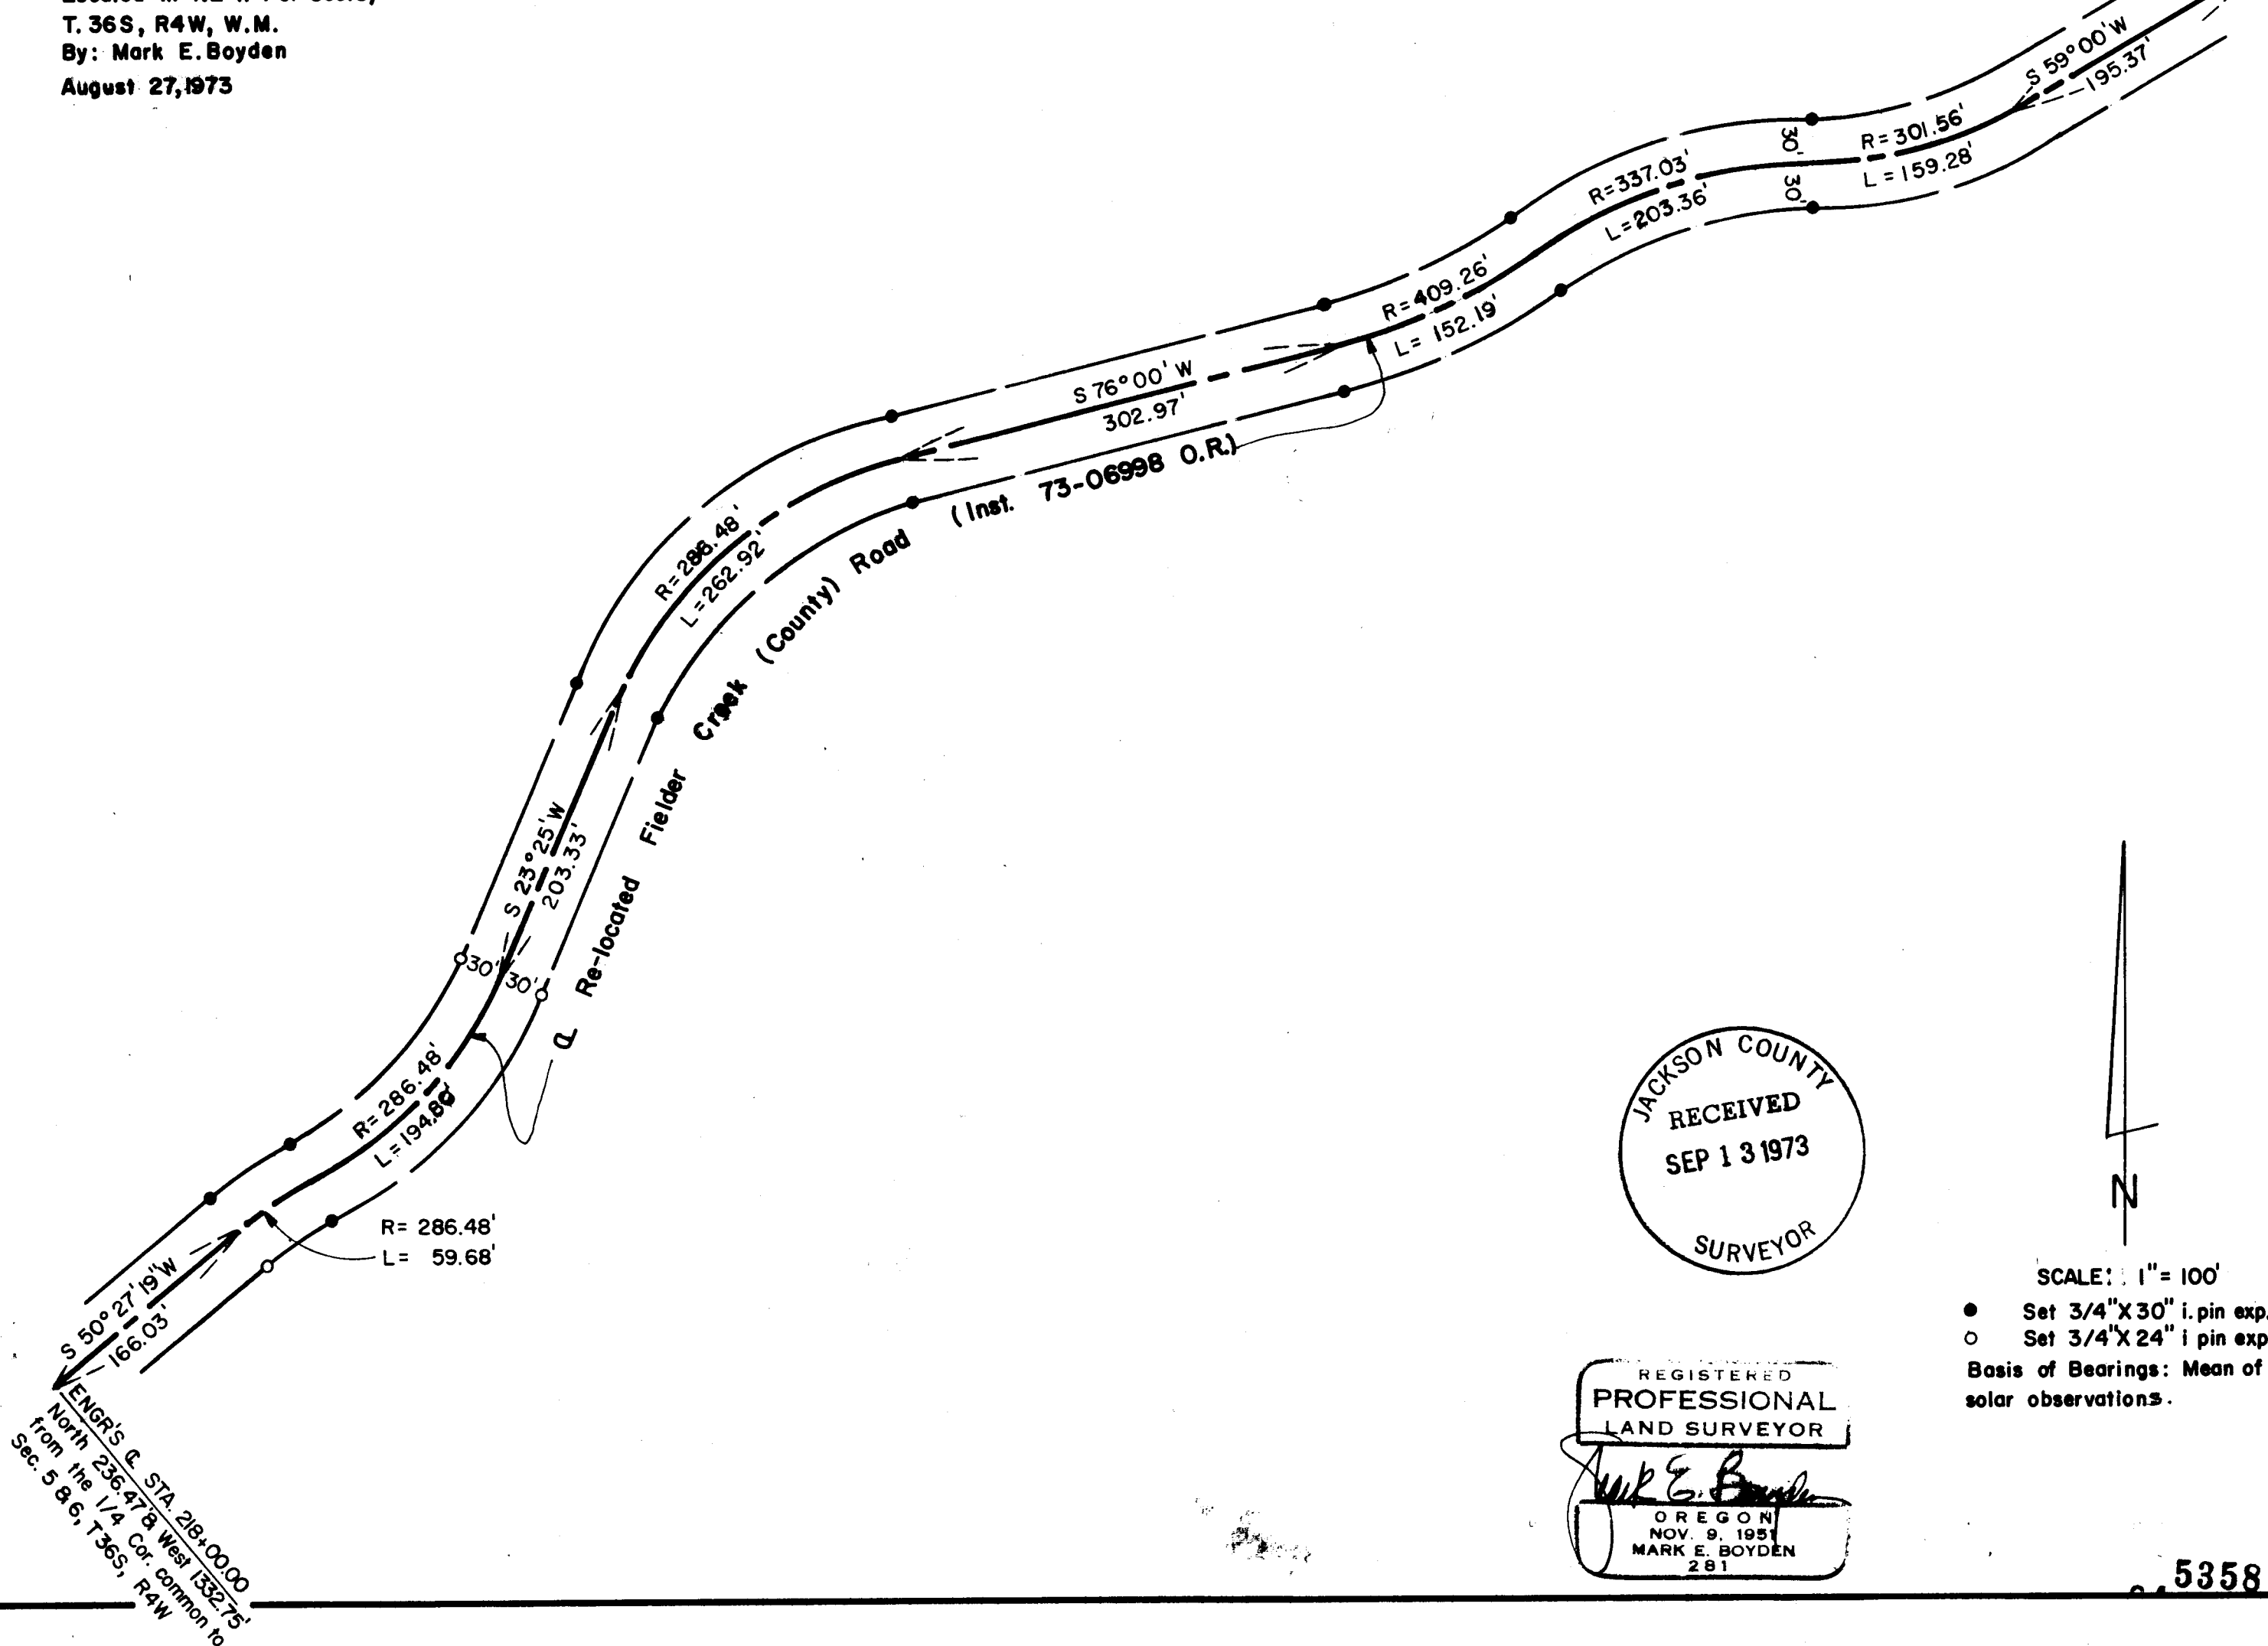 T. 36S, R4W, W.M.
By: Mark E. Boyden
August 27, 1973
S 59°00' W
195.37'
R=301.56'
L=159.28'
30'
30'
R=337.03'
L=203.36'
R=409.26'
L= 152.19'
S 76°00' W
302.97'
(Inst. 73-06998 O.R.)
R=286.48'
L=262.92'
℄ Re-located Fielder Creek (County) Road
S 23°25' W
203.33'
30'
30'
R=286.48'
L=194.80'
R= 286.48'
L= 59.68'
S 50°27'19"W
166.03'
ENGR'S ℄ STA. 218+00.00
North 236.47' & West 1332.75'
from the 1/4 Cor. common to
Sec. 5 & 6, T36S, R4W
JACKSON COUNTY
RECEIVED
SEP 13 1973
SURVEYOR
N
SCALE: 1"= 100'
● Set 3/4"X30" i. pin exp.
○ Set 3/4"X24" i pin exp
Basis of Bearings: Mean of
solar observations.
REGISTERED
PROFESSIONAL
LAND SURVEYOR
Mark E. Boyden
OREGON
NOV. 9, 1951
MARK E. BOYDEN
281
5358